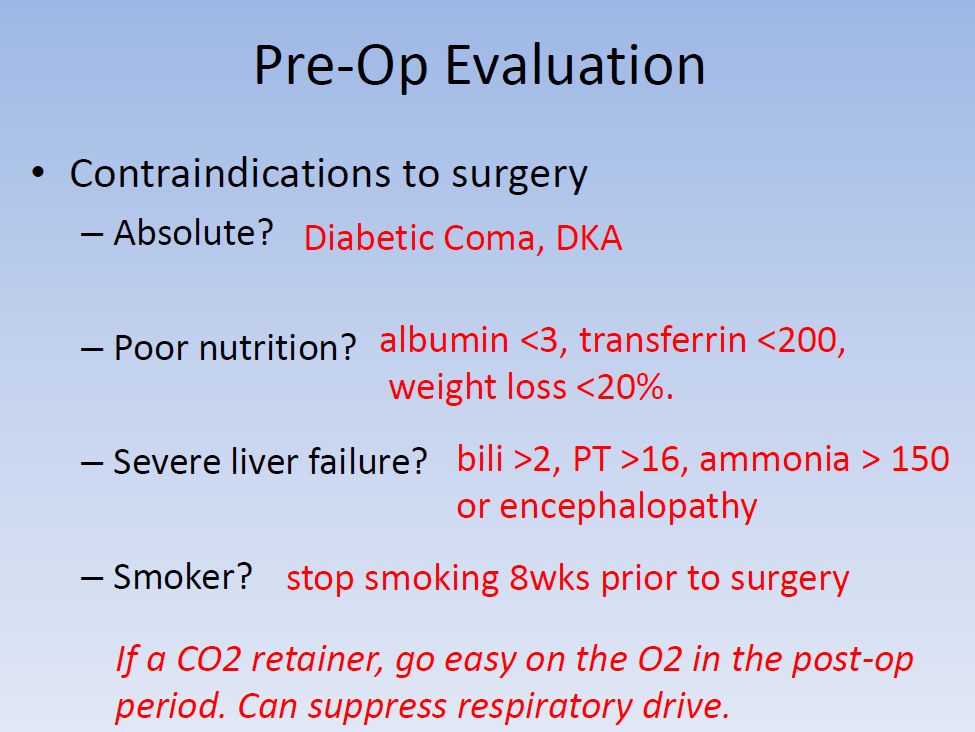 Pre-Op Evaluation
• Contraindications to surgery
– Absolute? Diabetic Coma, DKA
– Poor nutrition? albumin <3, transferrin <200,
weight loss <20%.
– Severe liver failure? bili >2, PT >16, ammonia > 150
or encephalopathy
– Smoker? stop smoking 8wks prior to surgery
If a CO2 retainer, go easy on the O2 in the post-op
period. Can suppress respiratory drive.